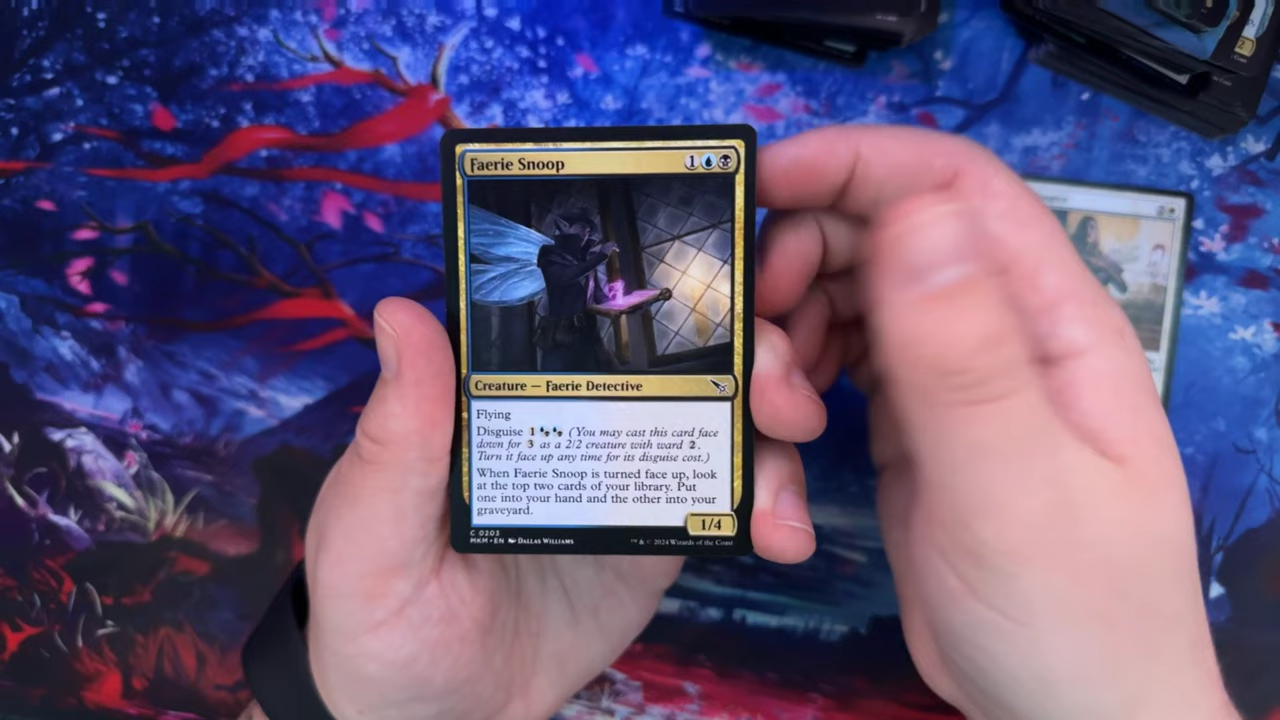 Faerie Snoop 1
Creature — Faerie Detective
Flying
Disguise 1 (You may cast this card face
down for 3 as a 2/2 creature with ward 2.
Turn it face up any time for its disguise cost.)
When Faerie Snoop is turned face up, look
at the top two cards of your library. Put
one into your hand and the other into your
graveyard.
1/4
C 0203
MKM • EN DALLAS WILLIAMS
™ & © 2024 Wizards of the Coast